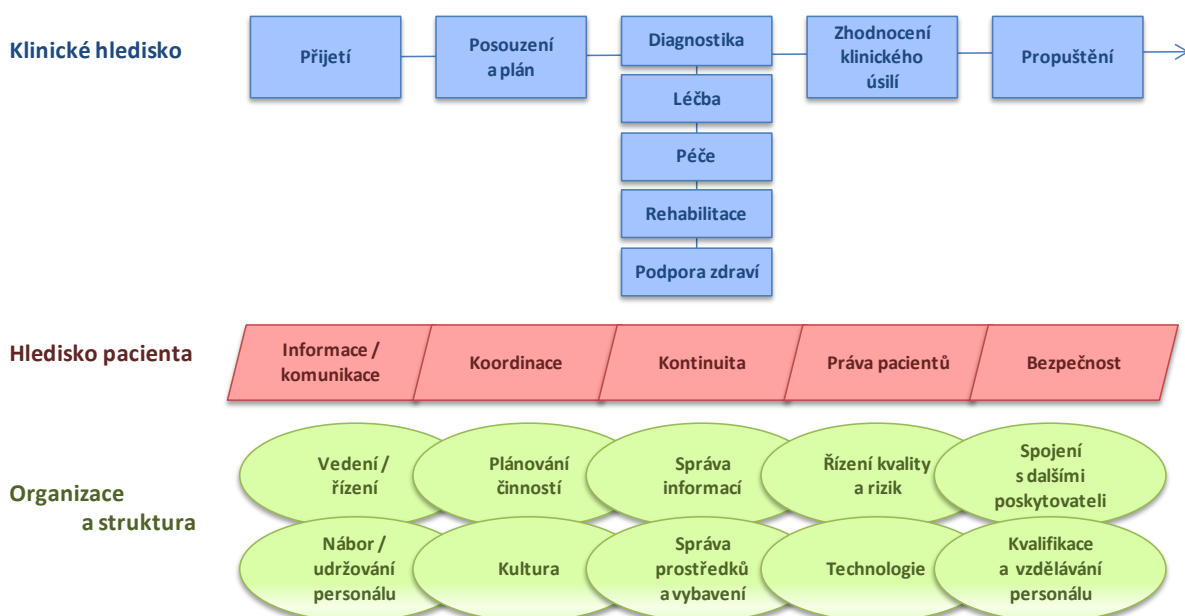 Klinické hledisko
Přijetí
Posouzení
a plán
Diagnostika
Zhodnocení
klinického
úsilí
Propuštění
Léčba
Péče
Rehabilitace
Podpora zdraví
Hledisko pacienta
Informace /
komunikace
Koordinace
Kontinuita
Práva pacientů
Bezpečnost
Organizace
a struktura
Vedení /
řízení
Plánování
činností
Správa
informací
Řízení kvality
a rizik
Spojení
s dalšími
poskytovateli
Nábor /
udržování
personálu
Kultura
Správa
prostředků
a vybavení
Technologie
Kvalifikace
a vzdělávání
personálu